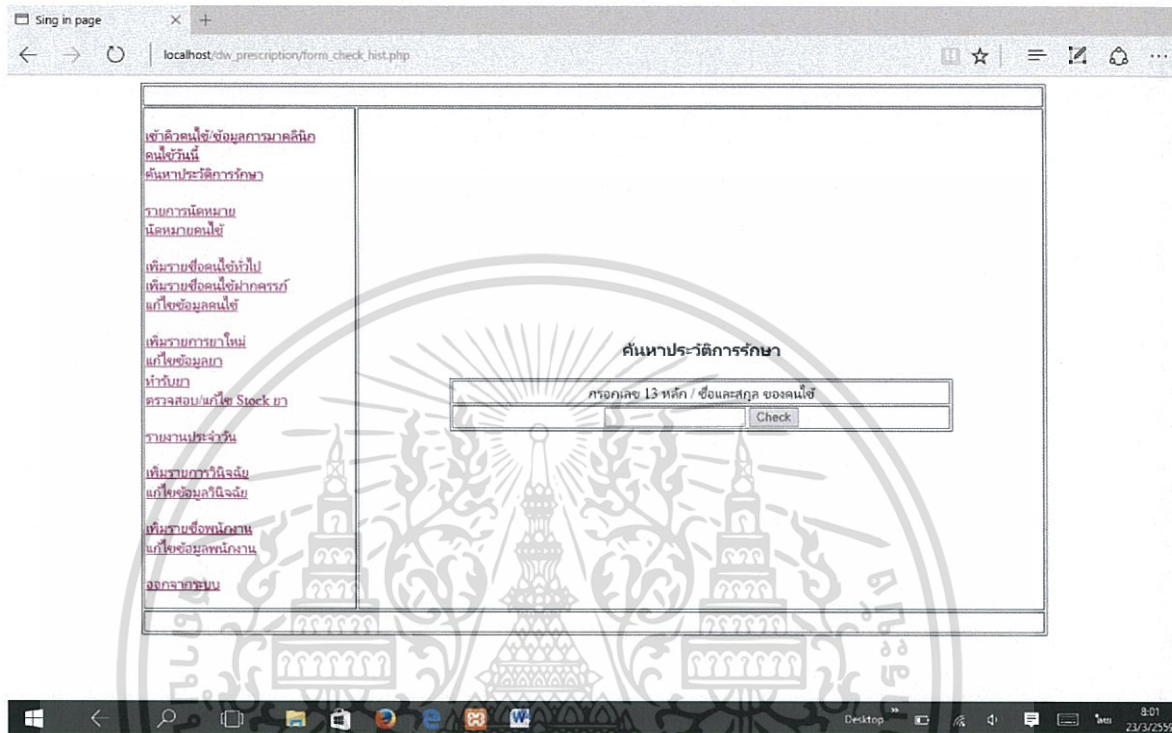 Sing in page
localhost/dw_prescription/form_check_hist.php
เข้าคิวคนไข้/ข้อมูลการมาคลินิก
คนไข้วันนี้
ค้นหาประวัติการรักษา
รายการนัดหมาย
นัดหมายคนไข้
เพิ่มรายชื่อคนไข้ทั่วไป
เพิ่มรายชื่อคนไข้ฝากครรภ์
แก้ไขข้อมูลคนไข้
เพิ่มรายการยาใหม่
แก้ไขข้อมูลยา
ตำรับยา
ตรวจสอบ/แก้ไข Stock ยา
รายงานประจำวัน
เพิ่มรายการวินิจฉัย
แก้ไขข้อมูลวินิจฉัย
เพิ่มรายชื่อพนักงาน
แก้ไขข้อมูลพนักงาน
ออกจากระบบ
ค้นหาประวัติการรักษา
กรอกเลข 13 หลัก / ชื่อและสกุล ของคนไข้
Check
Desktop
8:01
23/3/2559